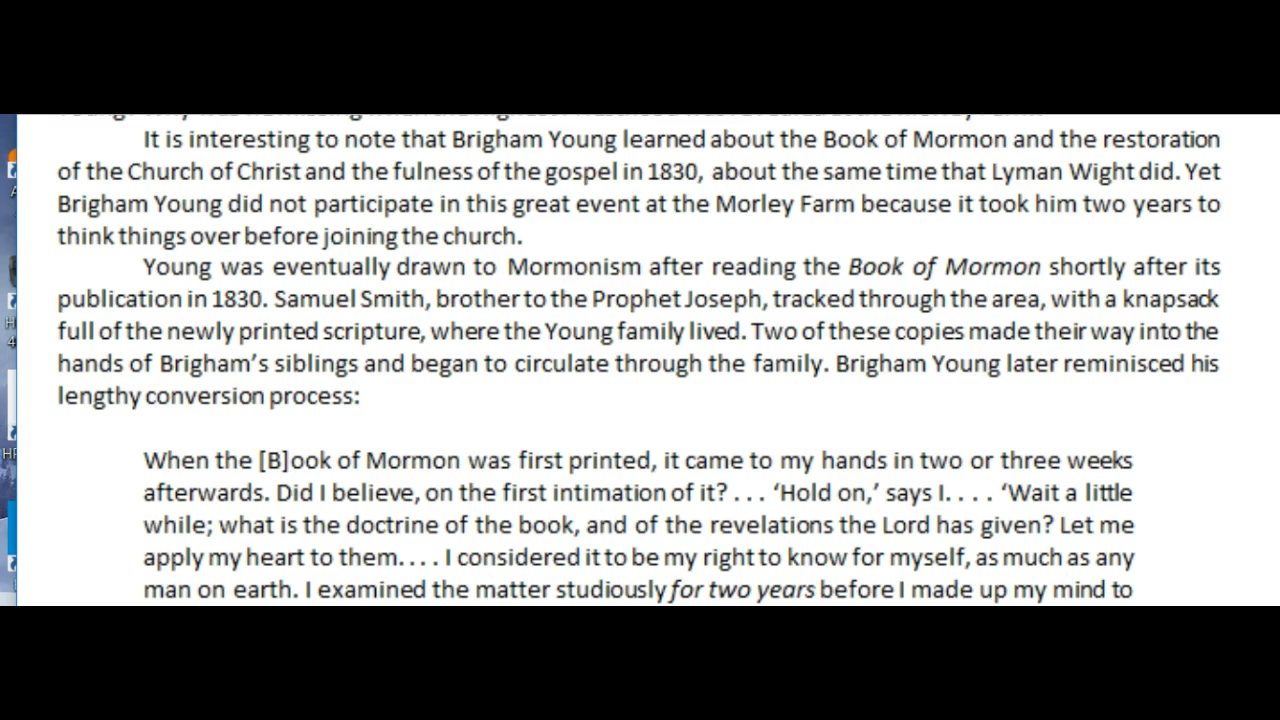 It is interesting to note that Brigham Young learned about the Book of Mormon and the restoration
of the Church of Christ and the fulness of the gospel in 1830, about the same time that Lyman Wight did. Yet
Brigham Young did not participate in this great event at the Morley Farm because it took him two years to
think things over before joining the church.
Young was eventually drawn to Mormonism after reading the Book of Mormon shortly after its
publication in 1830. Samuel Smith, brother to the Prophet Joseph, tracked through the area, with a knapsack
full of the newly printed scripture, where the Young family lived. Two of these copies made their way into the
hands of Brigham’s siblings and began to circulate through the family. Brigham Young later reminisced his
lengthy conversion process:
When the [B]ook of Mormon was first printed, it came to my hands in two or three weeks
afterwards. Did I believe, on the first intimation of it? . . . ‘Hold on,’ says I. . . . ‘Wait a little
while; what is the doctrine of the book, and of the revelations the Lord has given? Let me
apply my heart to them. . . . I considered it to be my right to know for myself, as much as any
man on earth. I examined the matter studiously for two years before I made up my mind to